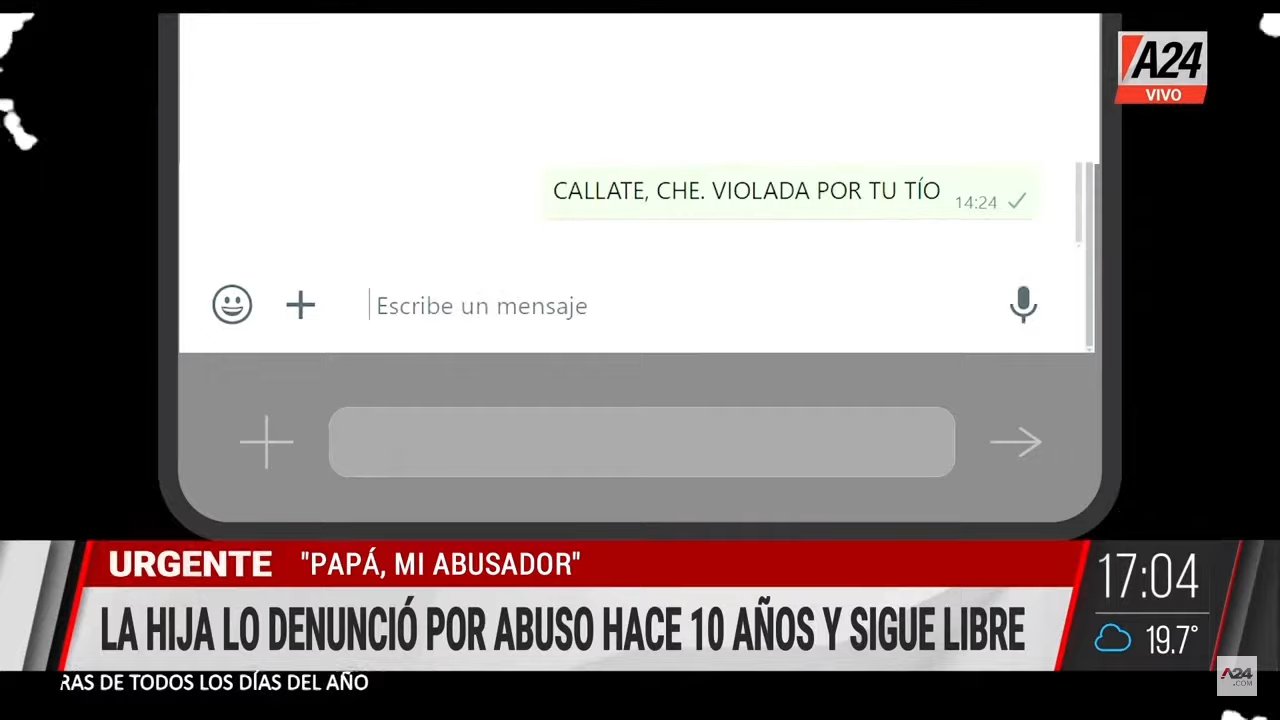 A24
VIVO
CALLATE, CHE. VIOLADA POR TU TÍO 14:24
Escribe un mensaje
URGENTE "PAPÁ, MI ABUSADOR"
LA HIJA LO DENUNCIÓ POR ABUSO HACE 10 AÑOS Y SIGUE LIBRE
17:04
19.7°
RAS DE TODOS LOS DÍAS DEL AÑO
A24
.COM